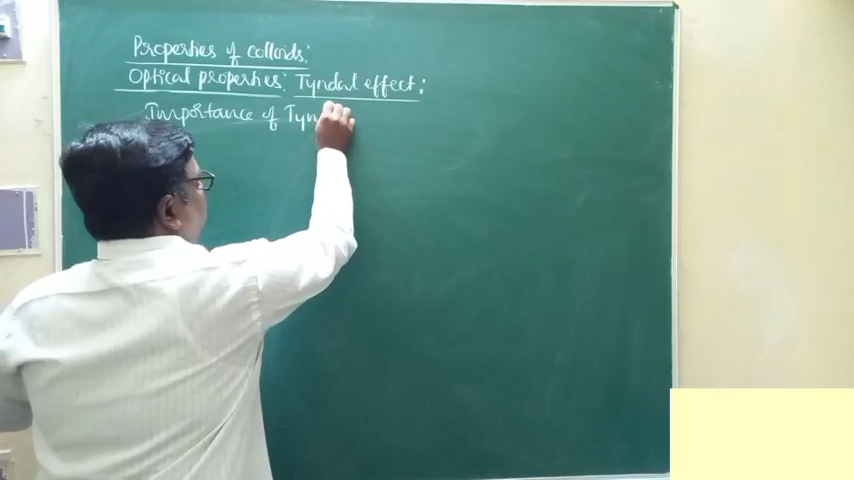 Properties of colloids:
Optical properties: Tyndal effect:
Importance of Tyn